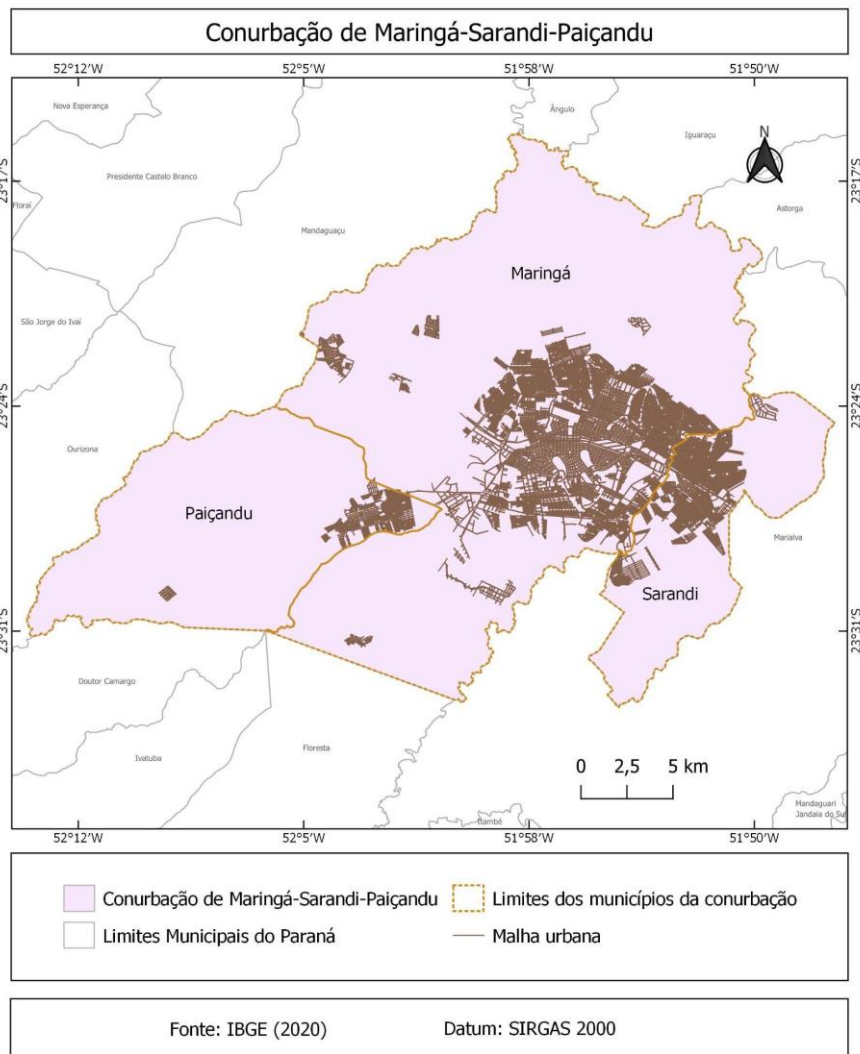 Conurbação de Maringá-Sarandi-Paiçandu
52°12'W 52°5'W 51°58'W 51°50'W
Nova Esperança
Ângulo
Iguaraçu
N
23°17'S 23°17'S
Presidente Castelo Branco
Floraí
Astorga
Mandaguaçu
Maringá
São Jorge do Ivaí
23°24'S 23°24'S
Ourizona
Paiçandu
Marialva
Sarandi
23°31'S 23°31'S
Doutor Camargo
Ivatuba
Floresta
0 2,5 5 km
Mandaguari
Jandaia do Su
Itambé
52°12'W 52°5'W 51°58'W 51°50'W
Conurbação de Maringá-Sarandi-Paiçandu Limites dos municípios da conurbação
Limites Municipais do Paraná Malha urbana
Fonte: IBGE (2020) Datum: SIRGAS 2000